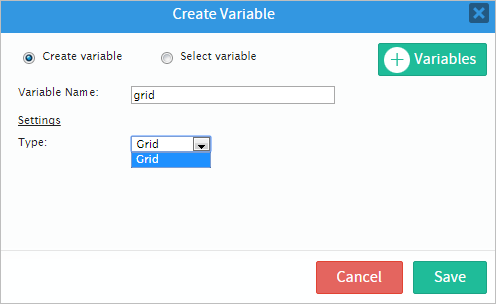 Create Variable
Create variable
Select variable
Variables
Variable Name:
grid
Settings
Type:
Grid
Grid
Cancel
Save